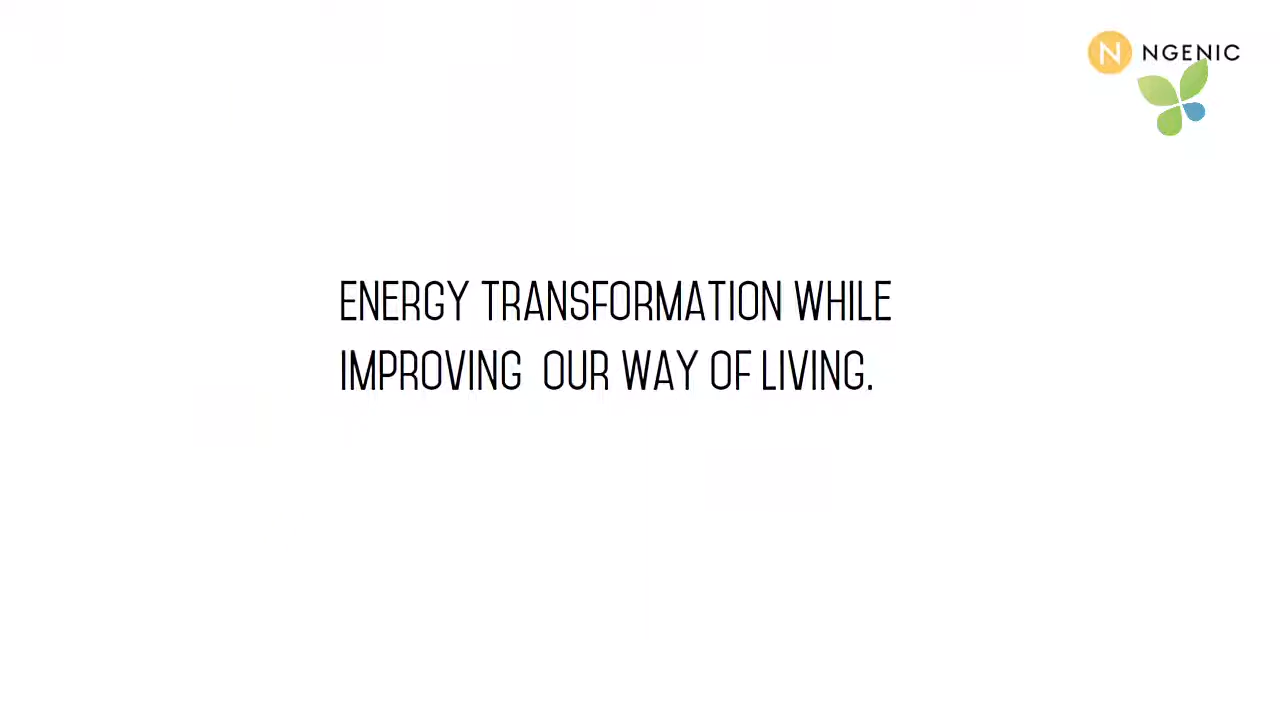 N NGENIC
ENERGY TRANSFORMATION WHILE
IMPROVING OUR WAY OF LIVING.